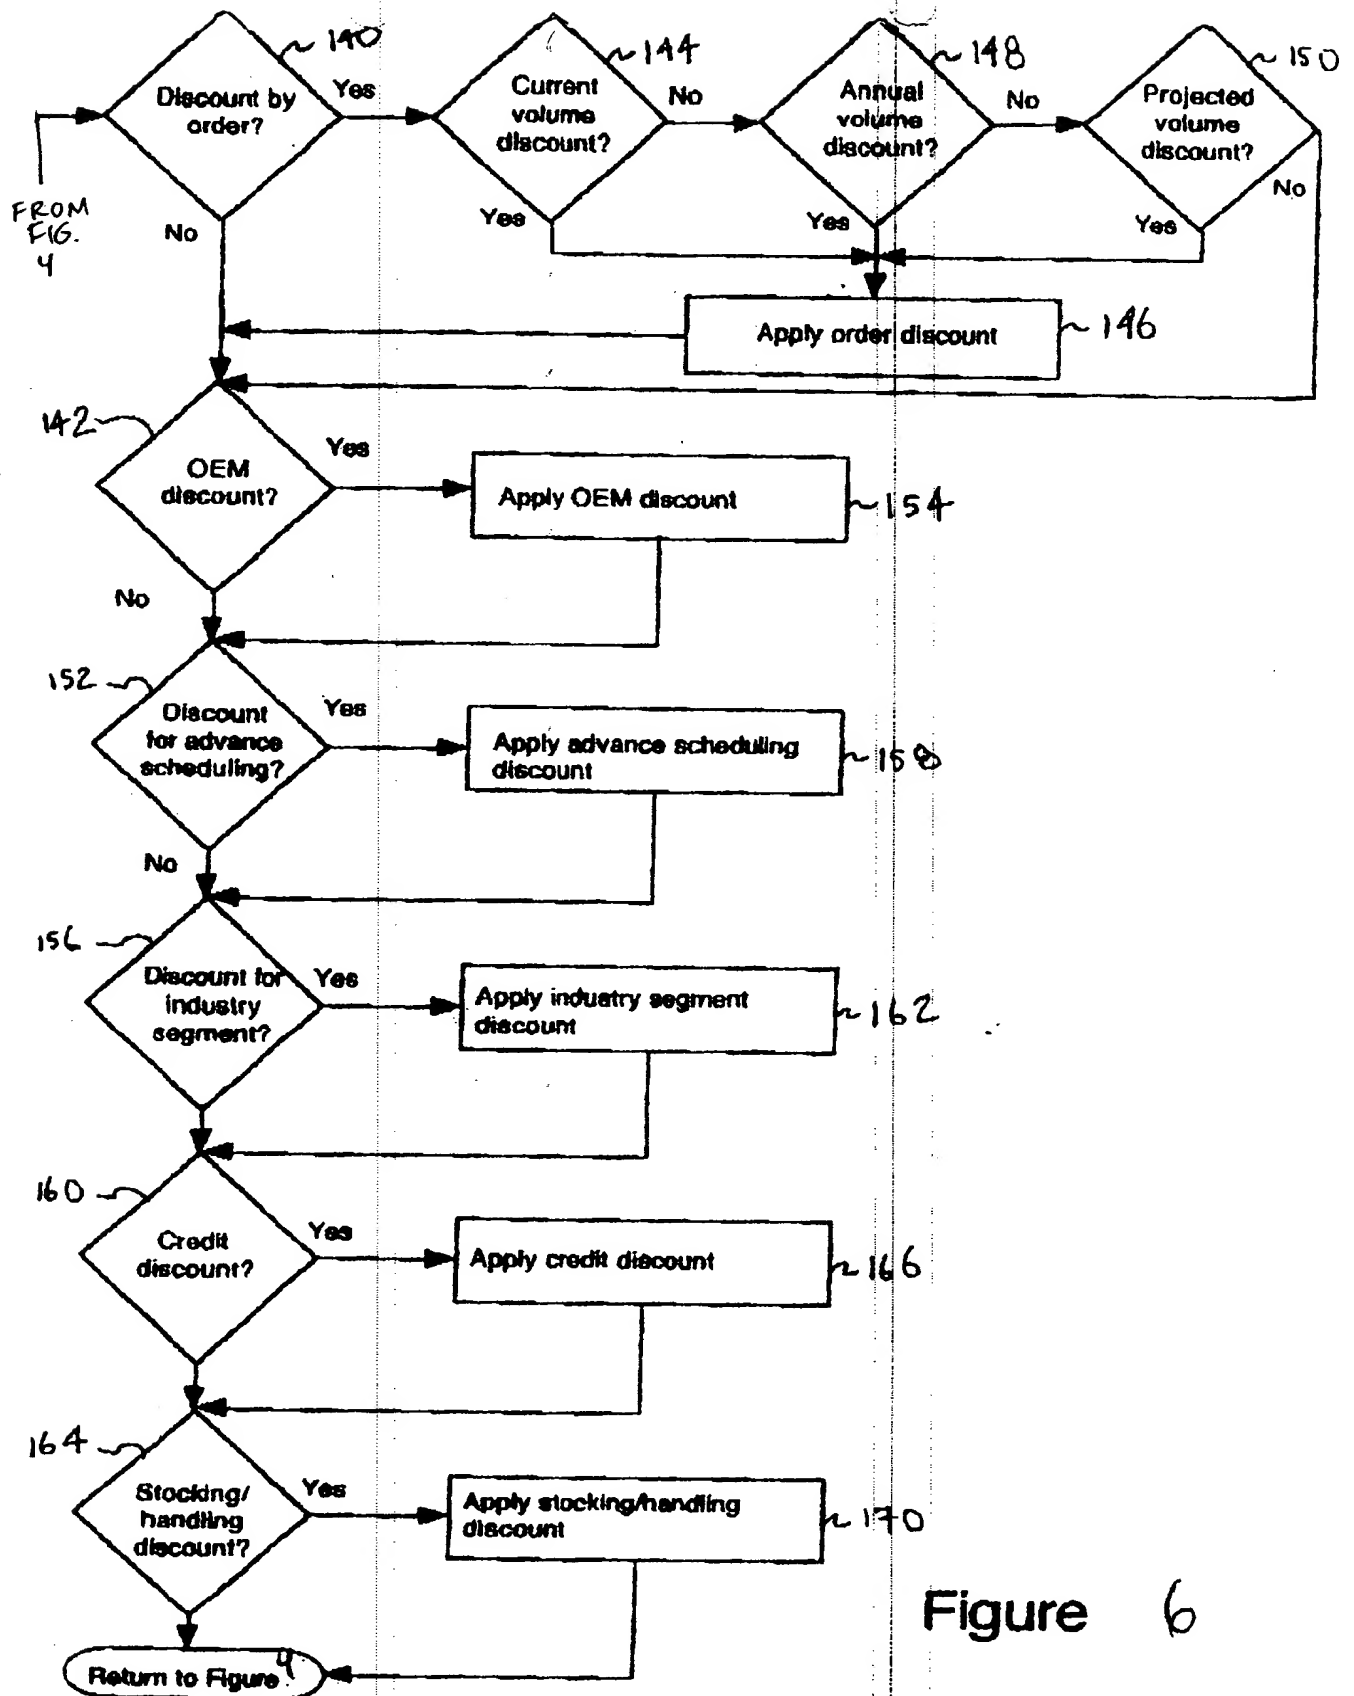 140
Discount by
order?
Yes
144
Current
volume
discount?
No
148
Annual
volume
discount?
No
150
Projected
volume
discount?
No
FROM
FIG.
4
No
Yes
Yes
Yes
Apply order discount
146
142
OEM
discount?
Yes
Apply OEM discount
154
No
152
Discount
for advance
scheduling?
Yes
Apply advance scheduling
discount
158
No
156
Discount for
industry
segment?
Yes
Apply industry segment
discount
162
160
Credit
discount?
Yes
Apply credit discount
166
164
Stocking/
handling
discount?
Yes
Apply stocking/handling
discount
170
Return to Figure 4
Figure 6